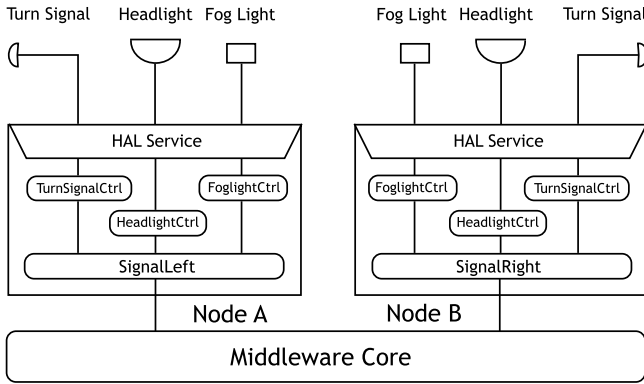 Turn Signal Headlight Fog Light Fog Light Headlight Turn Signal
HAL Service HAL Service
TurnSignalCtrl FoglightCtrl FoglightCtrl TurnSignalCtrl
HeadlightCtrl HeadlightCtrl
SignalLeft SignalRight
Node A Node B
Middleware Core